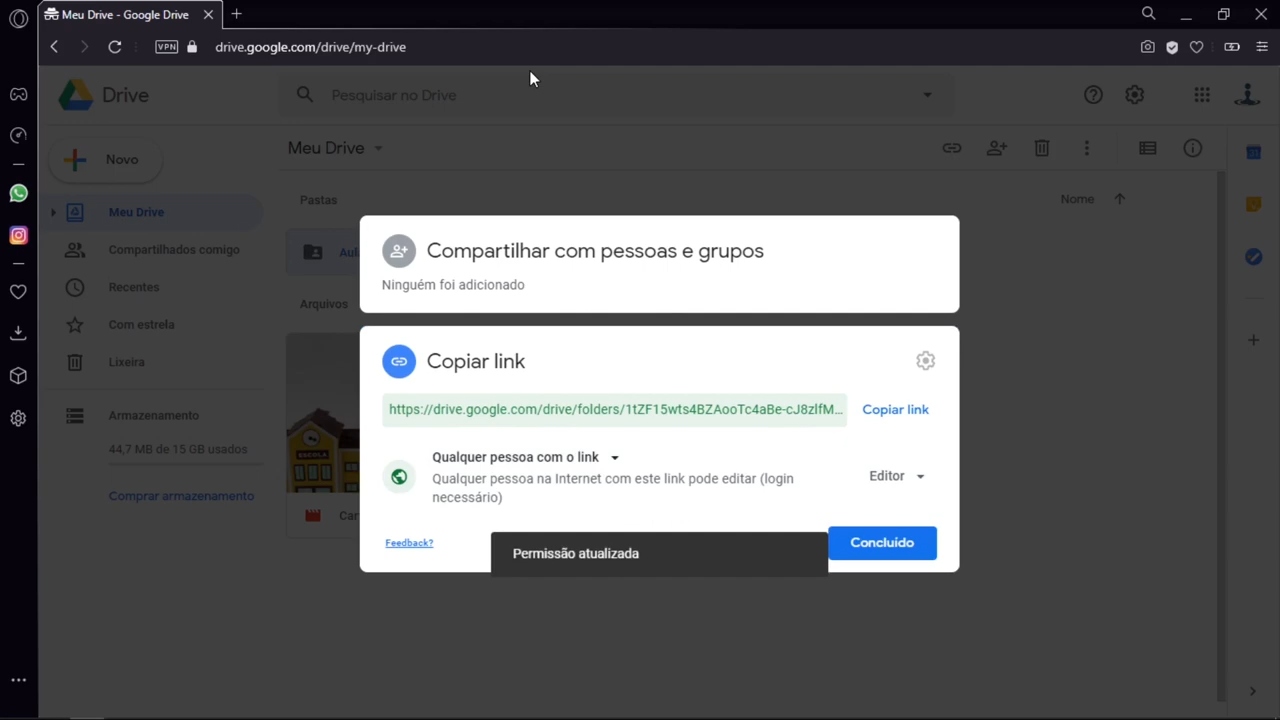 Meu Drive - Google Drive
VPN
drive.google.com/drive/my-drive
Drive
Pesquisar no Drive
Novo
Meu Drive
Meu Drive
Compartilhados comigo
Recentes
Com estrela
Lixeira
Armazenamento
44,7 MB de 15 GB usados
Comprar armazenamento
Pastas
Nome
Aul
Arquivos
ESCOLA
Car
Compartilhar com pessoas e grupos
Ninguém foi adicionado
Copiar link
https://drive.google.com/drive/folders/1tZF15wts4BZAooTc4aBe-cJ8zlfM...
Copiar link
Qualquer pessoa com o link
Qualquer pessoa na Internet com este link pode editar (login
necessário)
Editor
Feedback?
Permissão atualizada
Concluído